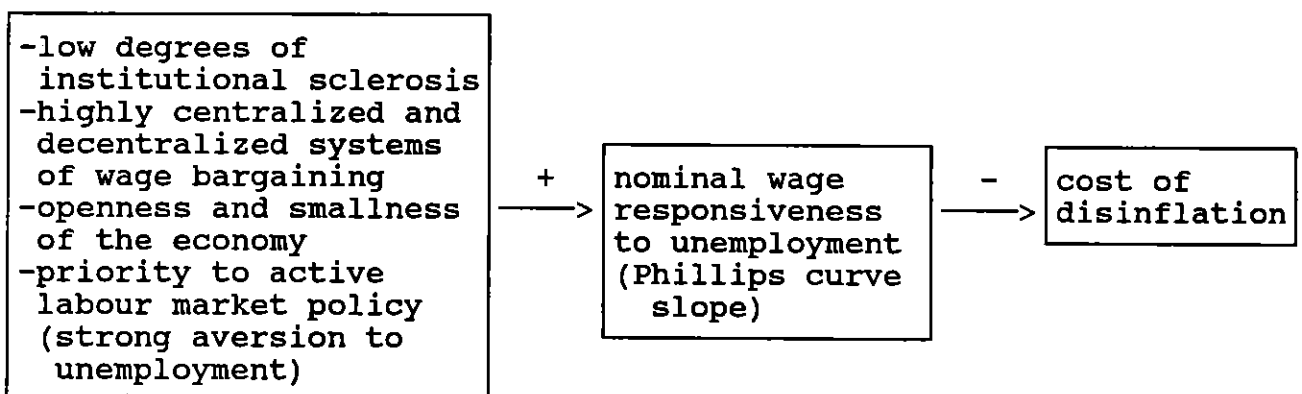 -low degrees of
institutional sclerosis
-highly centralized and
decentralized systems
of wage bargaining
-openness and smallness
of the economy
-priority to active
labour market policy
(strong aversion to
unemployment)
+
nominal wage
responsiveness
to unemployment
(Phillips curve
slope)
-
cost of
disinflation